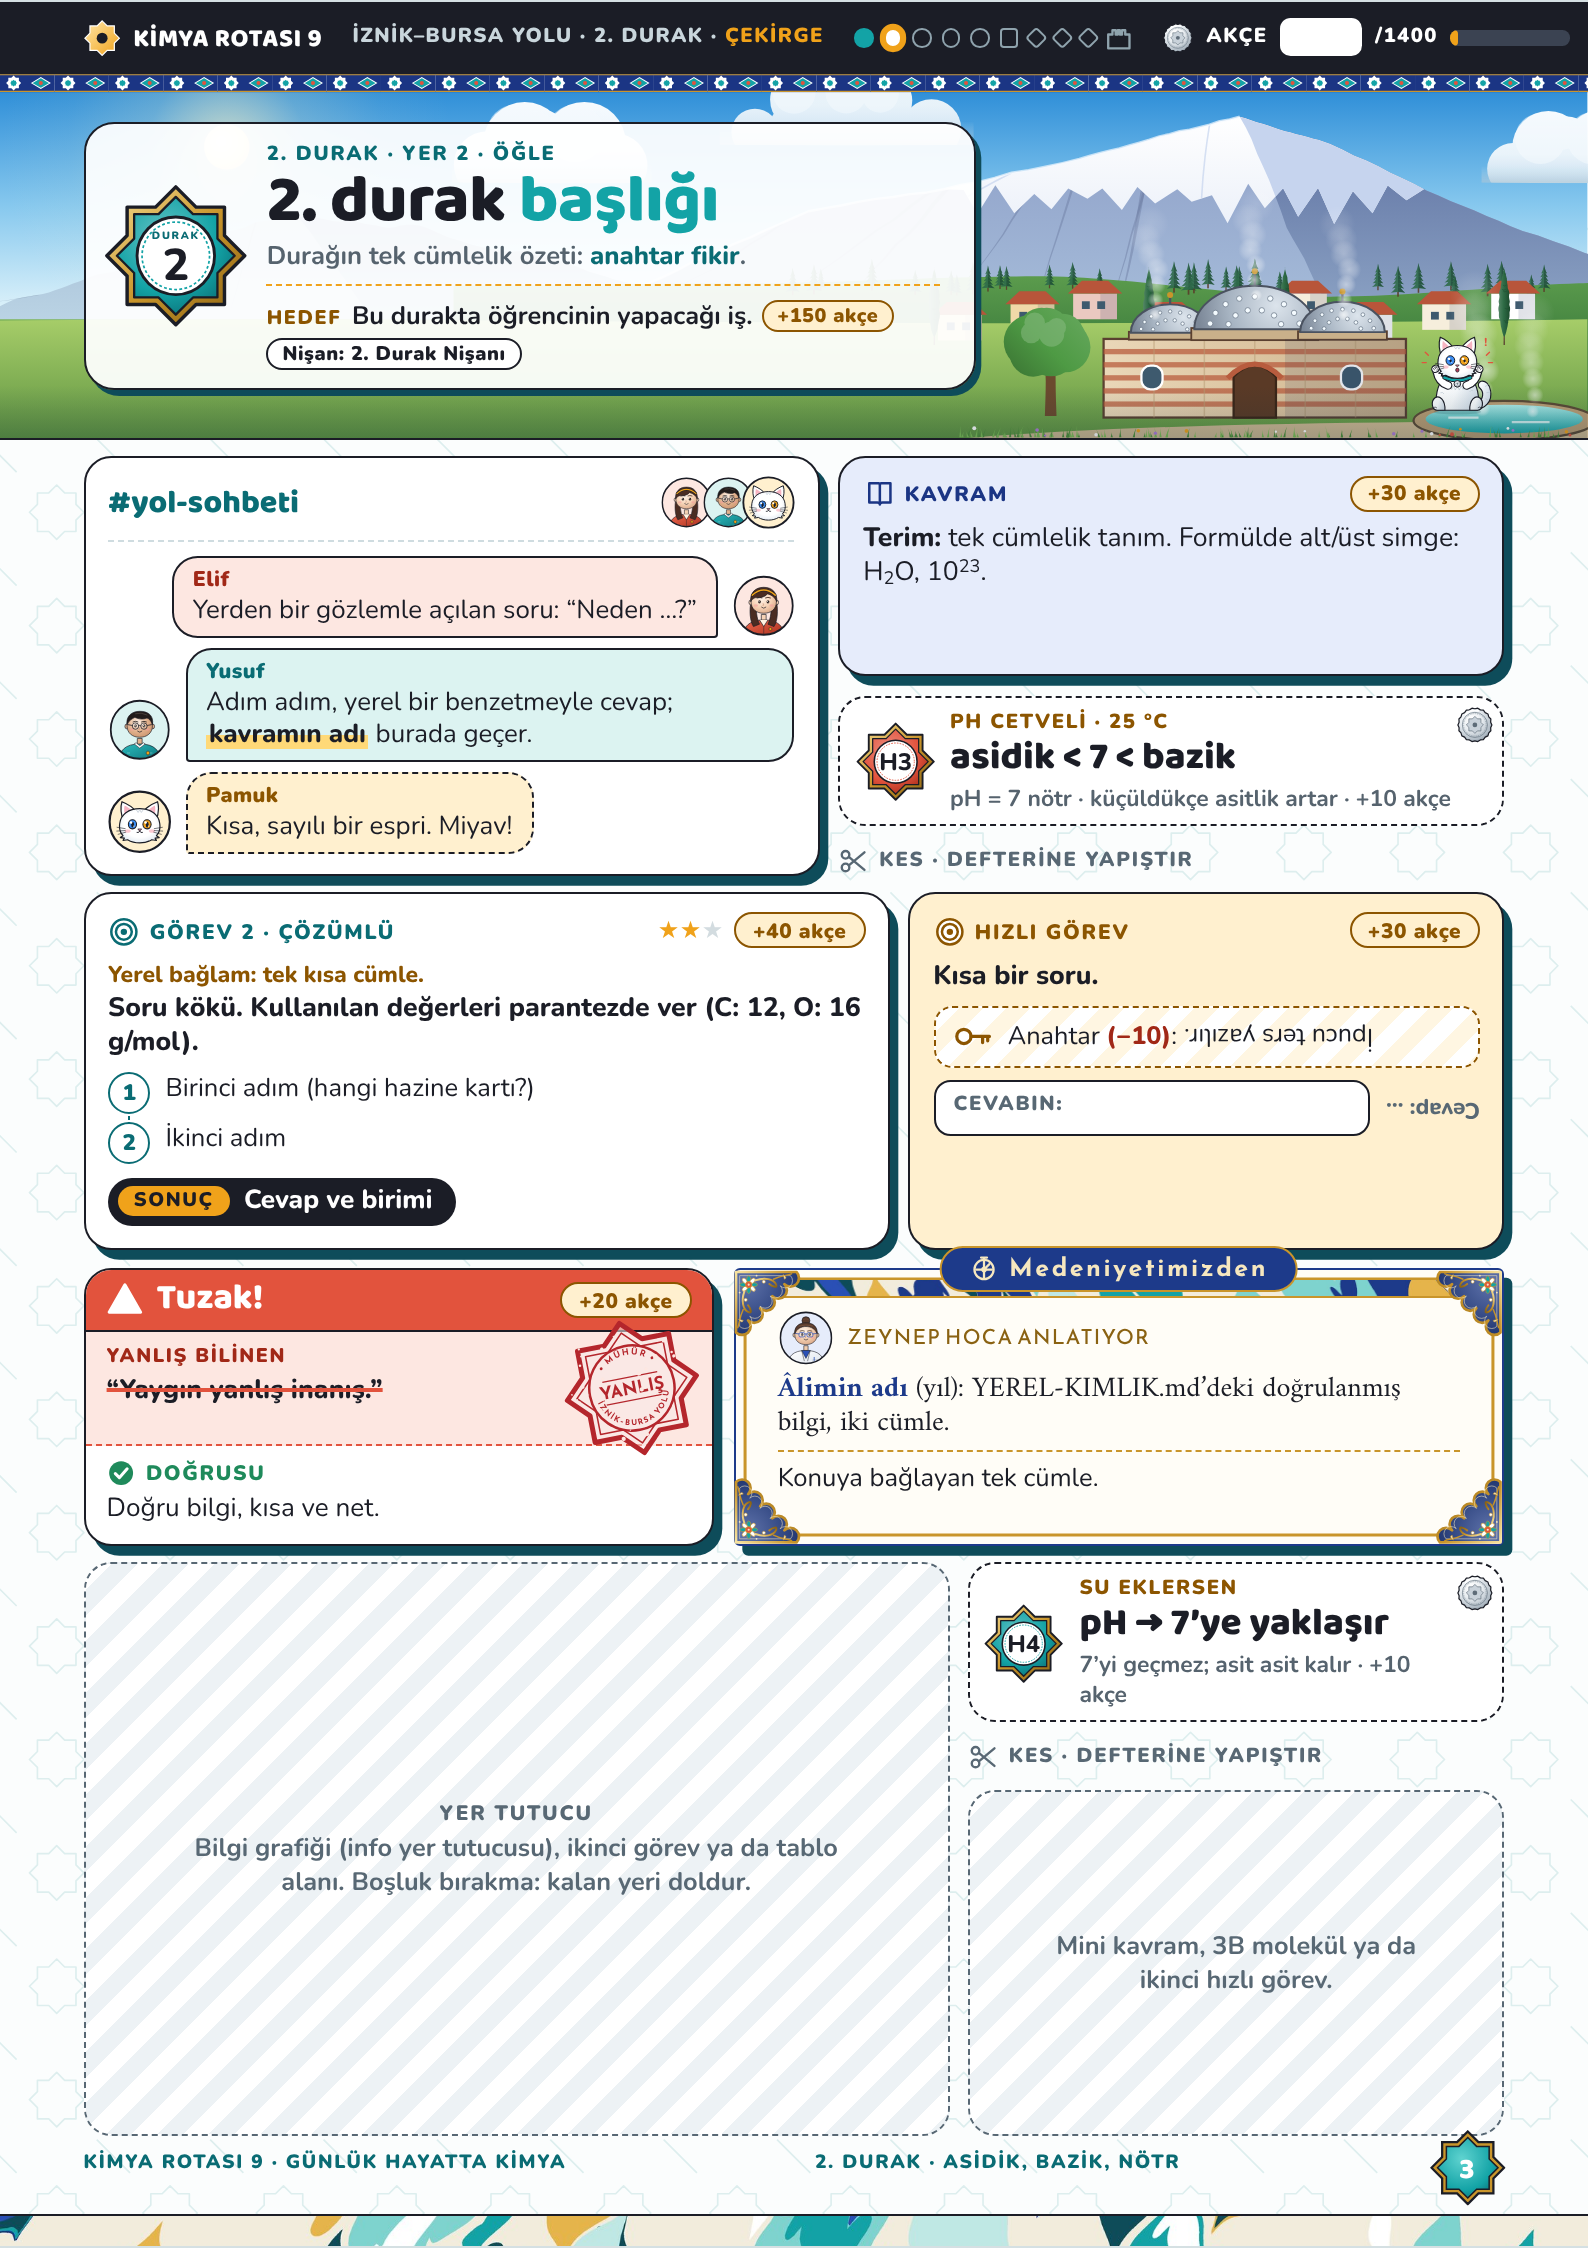 KİMYA ROTASI 9 İZNİK–BURSA YOLU · 2. DURAK · ÇEKİRGE AKÇE /1400
2. DURAK · YER 2 · ÖĞLE
DURAK
2
2. durak başlığı
Durağın tek cümlelik özeti: anahtar fikir.
HEDEF Bu durakta öğrencinin yapacağı iş. +150 akçe
Nişan: 2. Durak Nişanı
#yol-sohbeti
Elif
Yerden bir gözlemle açılan soru: “Neden ...?”
Yusuf
Adım adım, yerel bir benzetmeyle cevap;
kavramın adı burada geçer.
Pamuk
Kısa, sayılı bir espri. Miyav!
KAVRAM +30 akçe
Terim: tek cümlelik tanım. Formülde alt/üst simge:
H₂O, 10²³.
H3
PH CETVELİ · 25 °C
asidik < 7 < bazik
pH = 7 nötr · küçüldükçe asitlik artar · +10 akçe
KES · DEFTERİNE YAPIŞTIR
GÖREV 2 · ÇÖZÜMLÜ ★★★ +40 akçe
Yerel bağlam: tek kısa cümle.
Soru kökü. Kullanılan değerleri parantezde ver (C: 12, O: 16
g/mol).
1 Birinci adım (hangi hazine kartı?)
2 İkinci adım
SONUÇ Cevap ve birimi
HIZLI GÖREV +30 akçe
Kısa bir soru.
Anahtar (−10): İpucu ters yazılır.
CEVABIN: Cevap: ...
Tuzak! +20 akçe
YANLIŞ BİLİNEN
“Yaygın yanlış inanış.”
• MÜHÜR •
YANLIŞ
İZNİK-BURSA YOLU
DOĞRUSU
Doğru bilgi, kısa ve net.
Medeniyetimizden
ZEYNEP HOCA ANLATIYOR
Âlimin adı (yıl): YEREL-KIMLIK.md’deki doğrulanmış
bilgi, iki cümle.
Konuya bağlayan tek cümle.
YER TUTUCU
Bilgi grafiği (info yer tutucusu), ikinci görev ya da tablo
alanı. Boşluk bırakma: kalan yeri doldur.
H4
SU EKLERSEN
pH → 7’ye yaklaşır
7’yi geçmez; asit asit kalır · +10
akçe
KES · DEFTERİNE YAPIŞTIR
Mini kavram, 3B molekül ya da
ikinci hızlı görev.
KİMYA ROTASI 9 · GÜNLÜK HAYATTA KİMYA 2. DURAK · ASİDİK, BAZİK, NÖTR 3